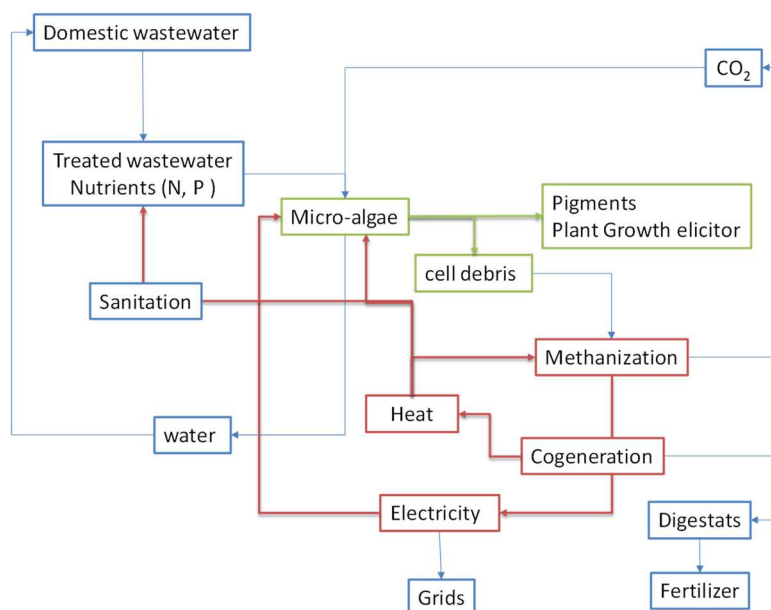 Domestic wastewater
CO₂
Treated wastewater
Nutrients (N, P )
Micro-algae
Pigments
Plant Growth elicitor
cell debris
Sanitation
Methanization
Heat
water
Cogeneration
Electricity
Digestats
Grids
Fertilizer